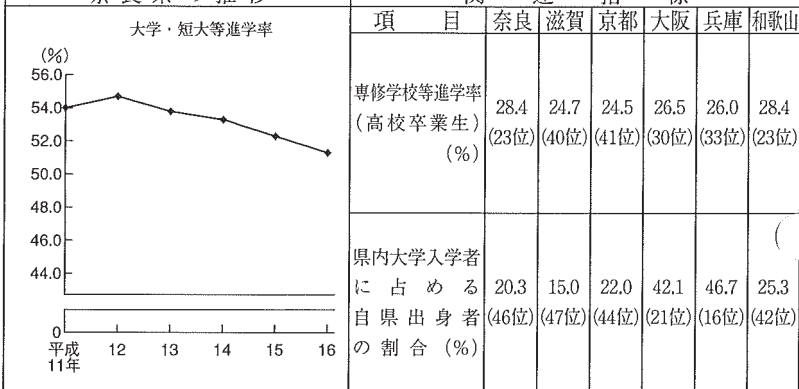 大学・短大等進学率
(%)
56.0
54.0
52.0
50.0
48.0
46.0
44.0
0
平成
11年
12
13
14
15
16
項 目 奈良 滋賀 京都 大阪 兵庫 和歌山
専修学校等進学率
(高校卒業生)
(%)
28.4 24.7 24.5 26.5 26.0 28.4
(23位) (40位) (41位) (30位) (33位) (23位)
県内大学入学者
に占める
自県出身者
の割合(%)
20.3 15.0 22.0 42.1 46.7 25.3
(46位) (47位) (44位) (21位) (16位) (42位)